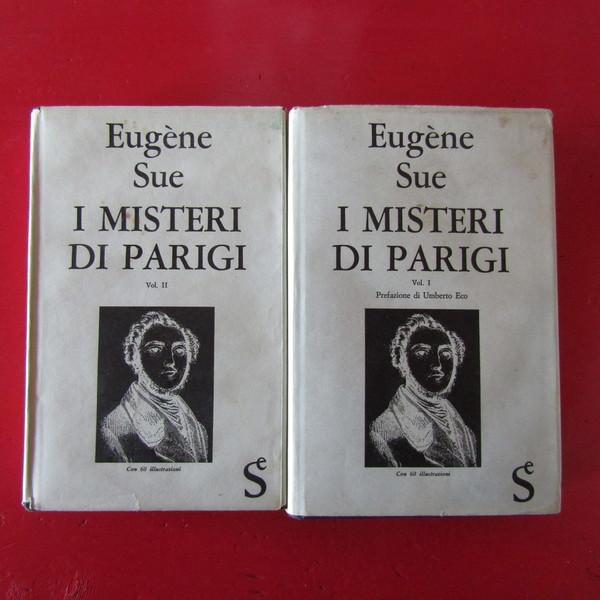 Eugène
Sue
I MISTERI
DI PARIGI
Vol. II
Con 60 illustrazioni
Se
Eugène
Sue
I MISTERI
DI PARIGI
Vol. I
Prefazione di Umberto Eco
Con 60 illustrazioni
Se